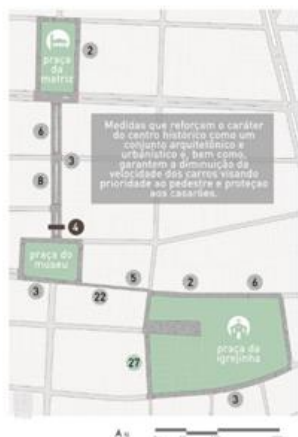 2
praça
da
matriz
6
3
8
Medidas que reforçam o caráter
do centro histórico como um
conjunto arquitetônico e
urbanístico e, bem como,
garantem a diminuição da
velocidade dos carros visando
prioridade ao pedestre e proteção
aos casarões.
4
praça do
museu
3
22
5
2
6
27
praça da
igrejinha
3